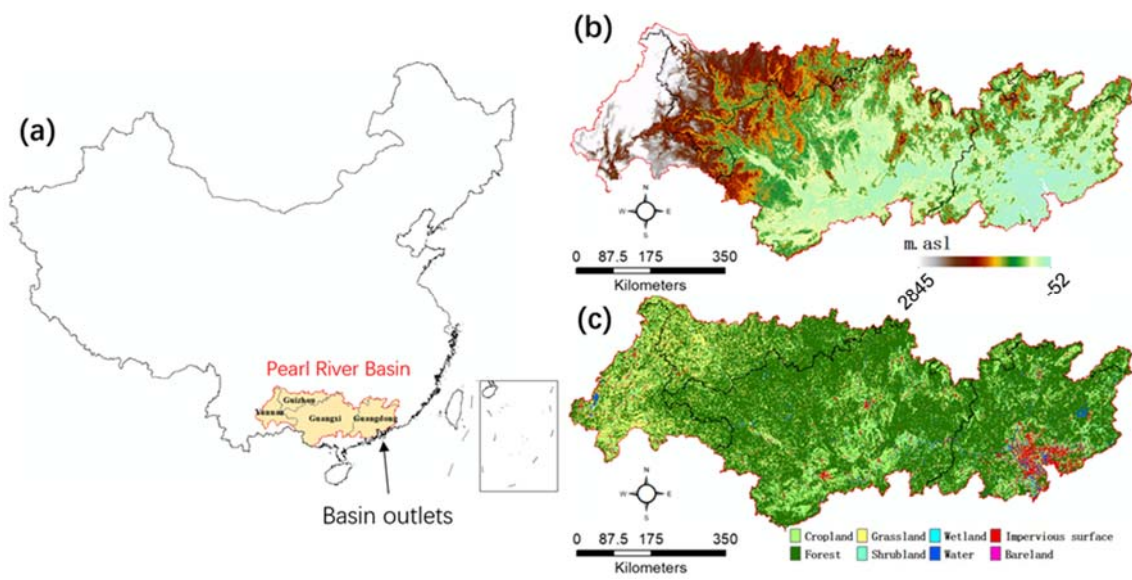 (a)
Pearl River Basin
Guizhou
Yunnan
Guangxi
Guangdong
Basin outlets
(b)
N
W E
S
0 87.5 175 350
Kilometers
m.asl
2845
-52
(c)
N
W E
S
0 87.5 175 350
Kilometers
Cropland Grassland Wetland Impervious surface
Forest Shrubland Water Bareland